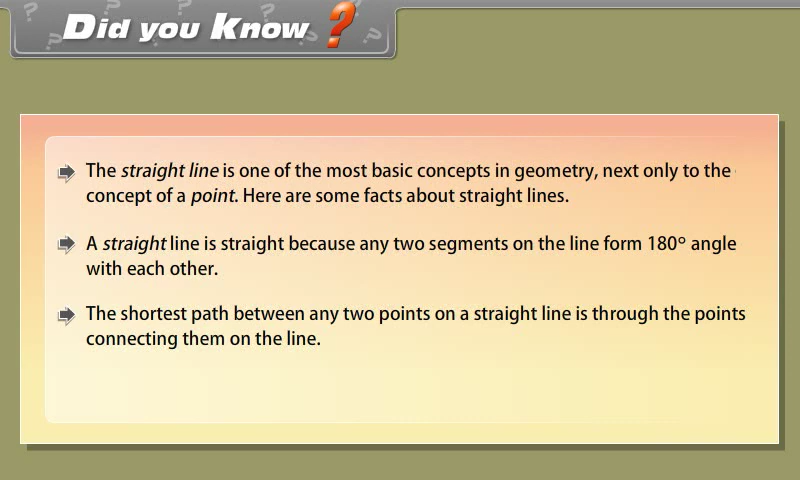 Did you Know ?
The straight line is one of the most basic concepts in geometry, next only to the
concept of a point. Here are some facts about straight lines.
A straight line is straight because any two segments on the line form 180° angle
with each other.
The shortest path between any two points on a straight line is through the points
connecting them on the line.